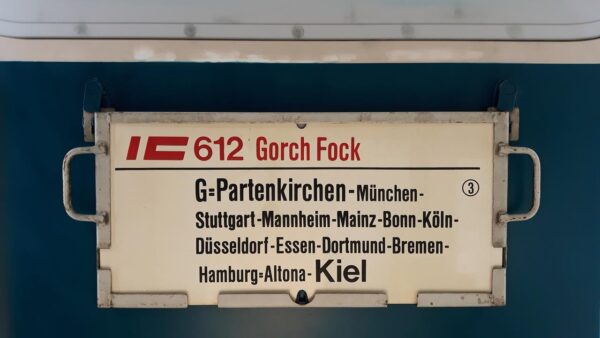 IC 612 Gorch Fock
G=Partenkirchen-München-
③
Stuttgart-Mannheim-Mainz-Bonn-Köln-
Düsseldorf-Essen-Dortmund-Bremen-
Hamburg=Altona-Kiel